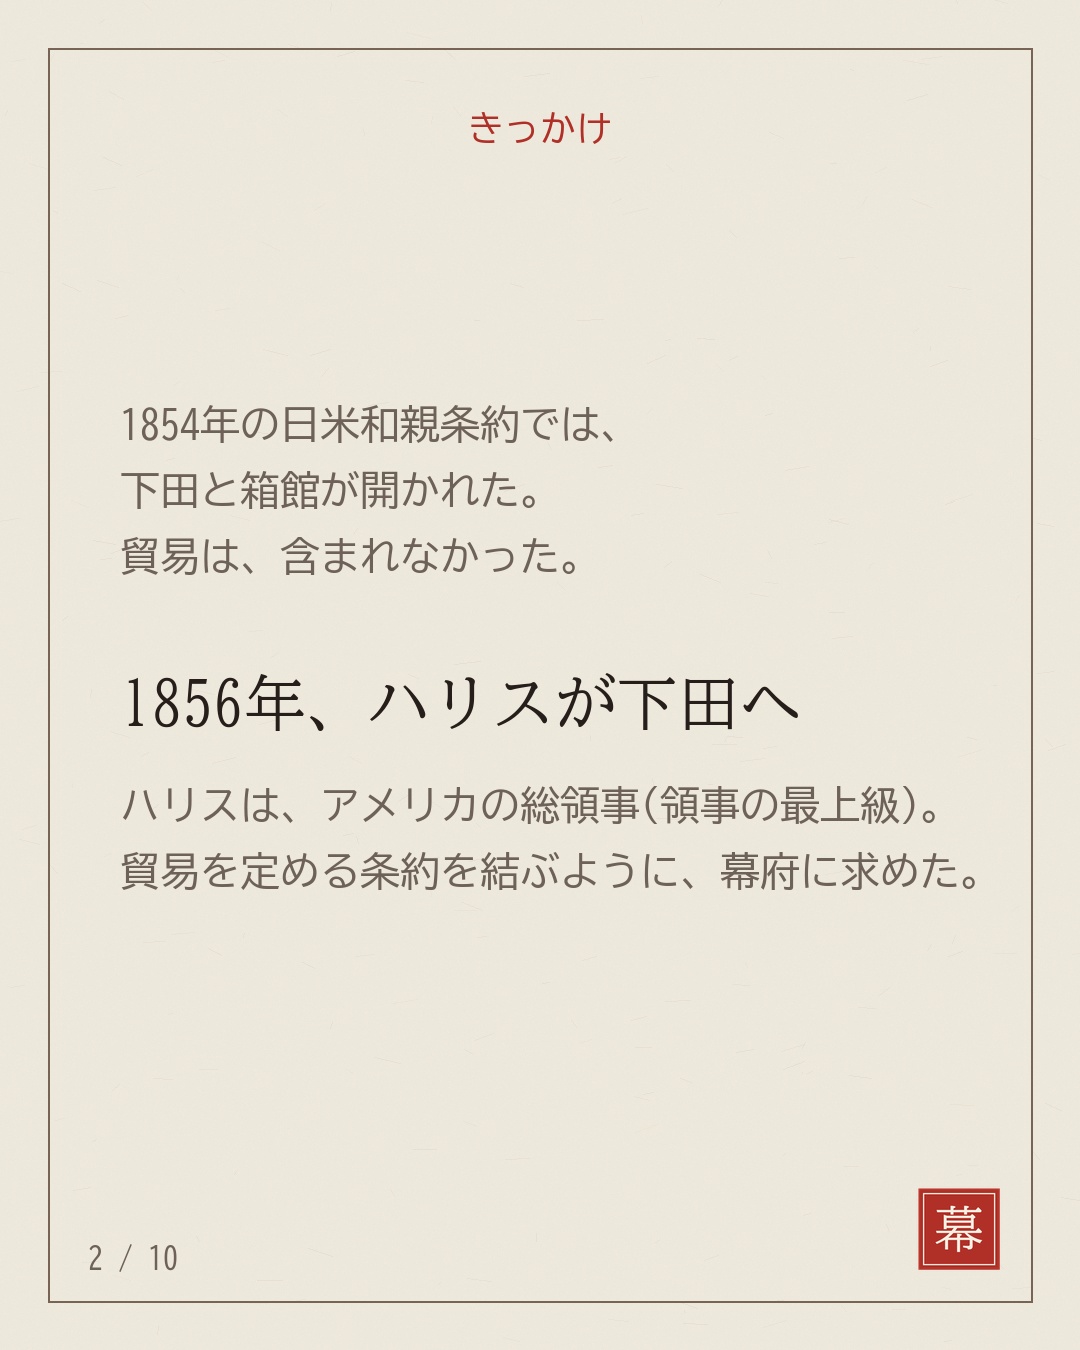 きっかけ
1854年の日米和親条約では、
下田と箱館が開かれた。
貿易は、含まれなかった。
1856年、ハリスが下田へ
ハリスは、アメリカの総領事(領事の最上級)。
貿易を定める条約を結ぶように、幕府に求めた。
2 / 10
幕